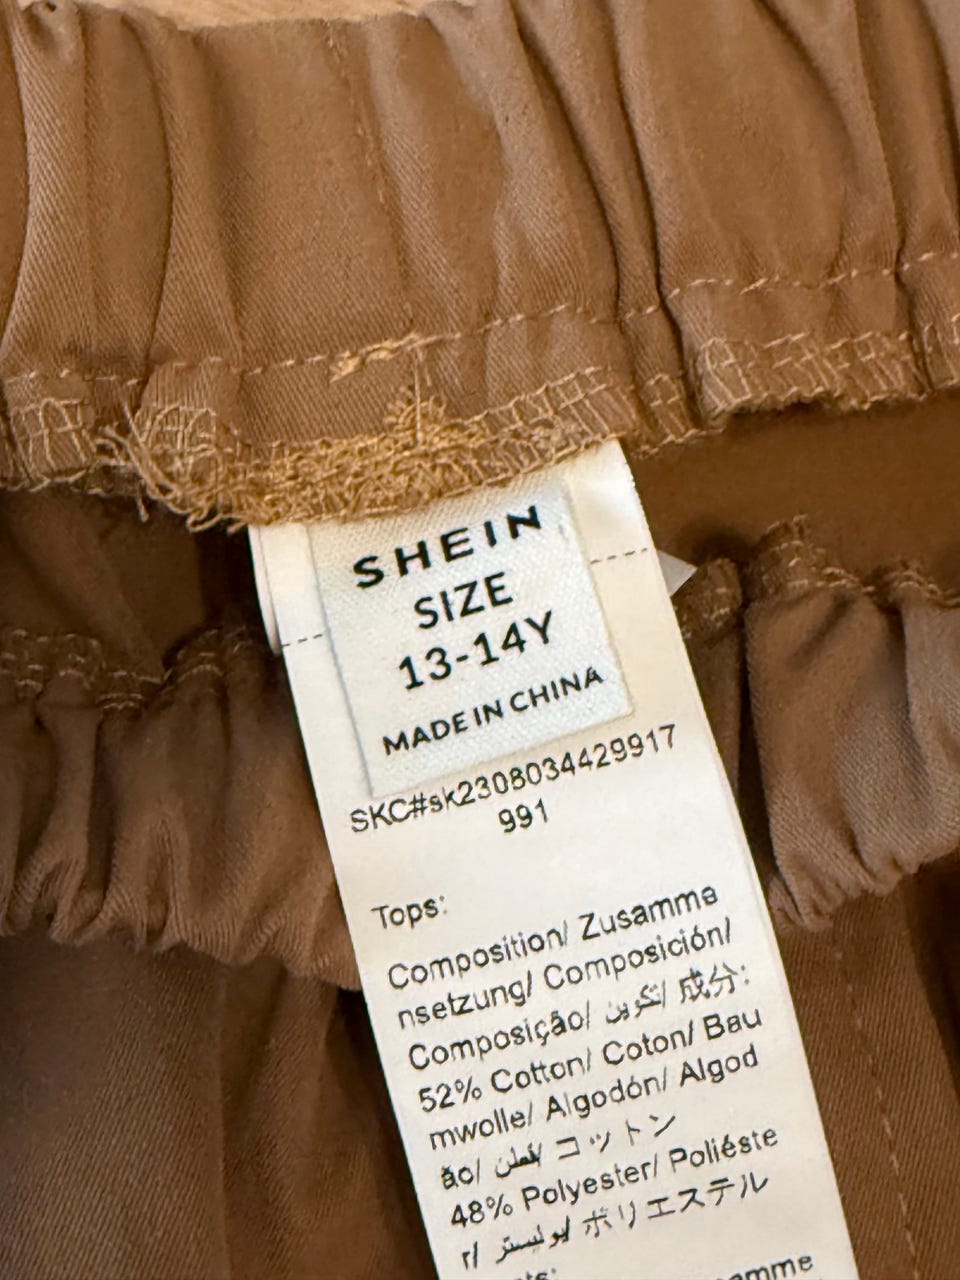 SHEIN
SIZE
13-14Y
MADE IN CHINA
SKC#sk2308034429917
991
Tops:
Composition/ Zusamme
nsetzung/ Composición/
Composição/ تكوين/ 成分:
52% Cotton/ Coton/ Bau
mwolle/ Algodón/ Algod
ão/ قطن/ コットン
48% Polyester/ Poliéste
r/ بوليستر/ ポリエステル